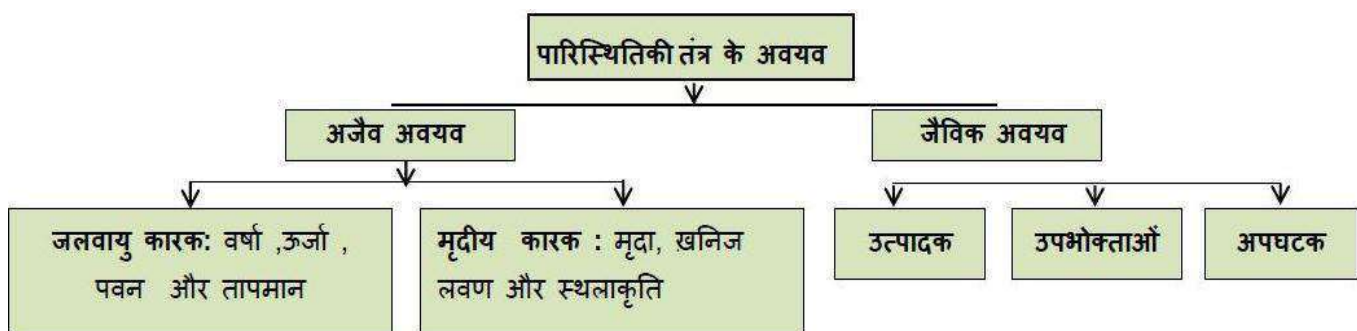 पारिस्थितिकी तंत्र के अवयव
अजैव अवयव
जैविक अवयव
जलवायु कारक: वर्षा ,ऊर्जा ,
पवन और तापमान
मृदीय कारक : मृदा, ख़निज
लवण और स्थलाकृति
उत्पादक
उपभोक्ताओं
अपघटक